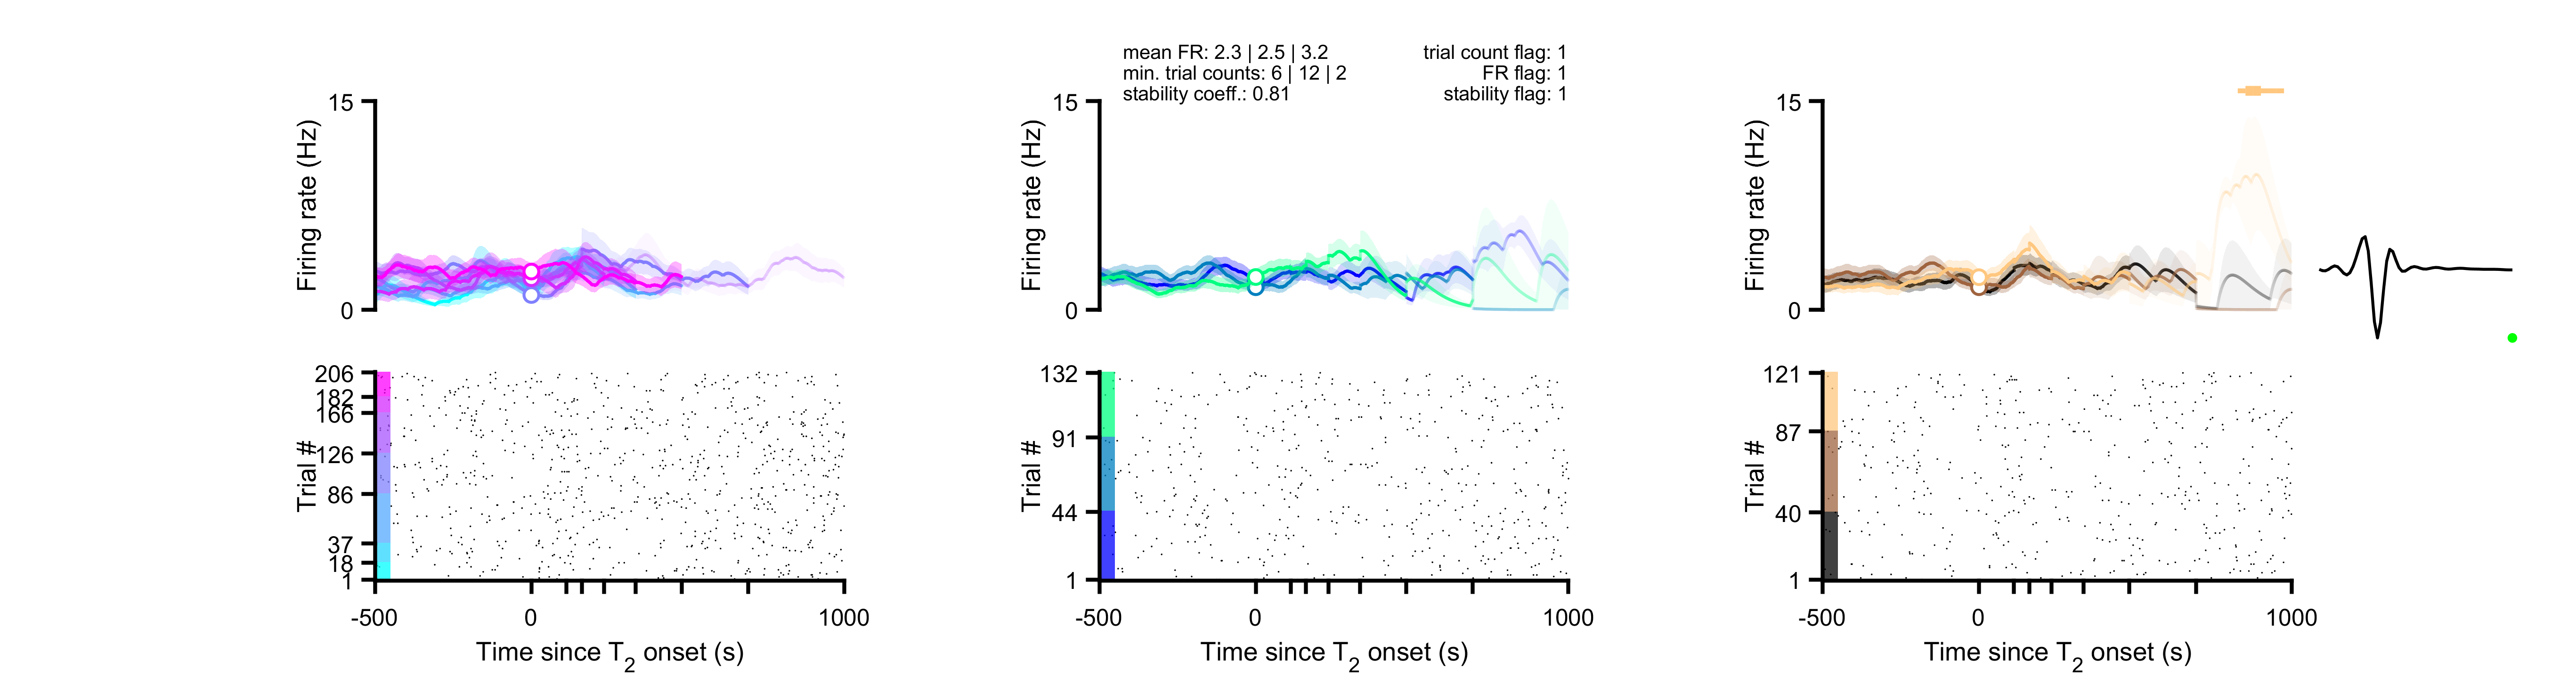 mean FR: 2.3 | 2.5 | 3.2
min. trial counts: 6 | 12 | 2
stability coeff.: 0.81
trial count flag: 1
FR flag: 1
stability flag: 1
15
0
Firing rate (Hz)
206
182
166
126
86
37
18
1
Trial #
-500
0
1000
Time since T2 onset (s)
15
0
Firing rate (Hz)
132
91
44
1
Trial #
-500
0
1000
Time since T2 onset (s)
15
0
Firing rate (Hz)
121
87
40
1
Trial #
-500
0
1000
Time since T2 onset (s)